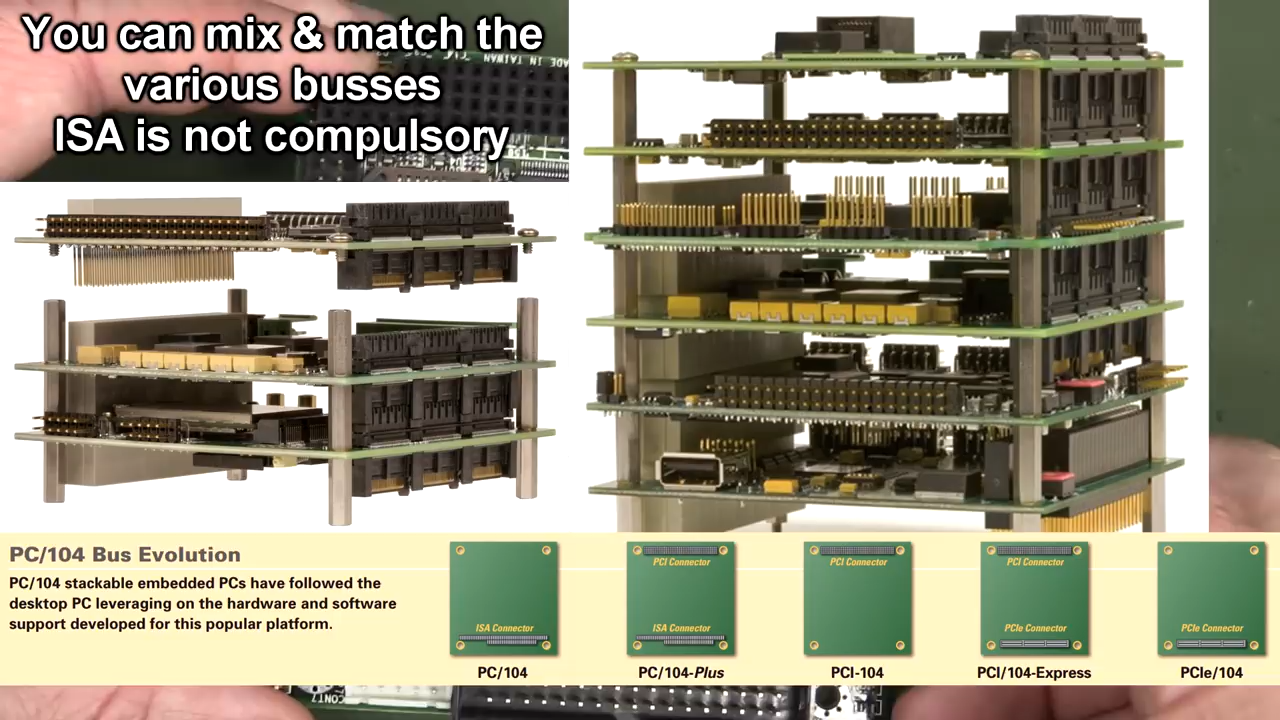 You can mix & match the
various busses
ISA is not compulsory
ADE IN TAIWAN
PC/104 Bus Evolution
PC/104 stackable embedded PCs have followed the
desktop PC leveraging on the hardware and software
support developed for this popular platform.
ISA Connector
PC/104
PCI Connector
ISA Connector
PC/104-Plus
PCI Connector
PCI-104
PCI Connector
PCIe Connector
PCI/104-Express
PCIe Connector
PCIe/104